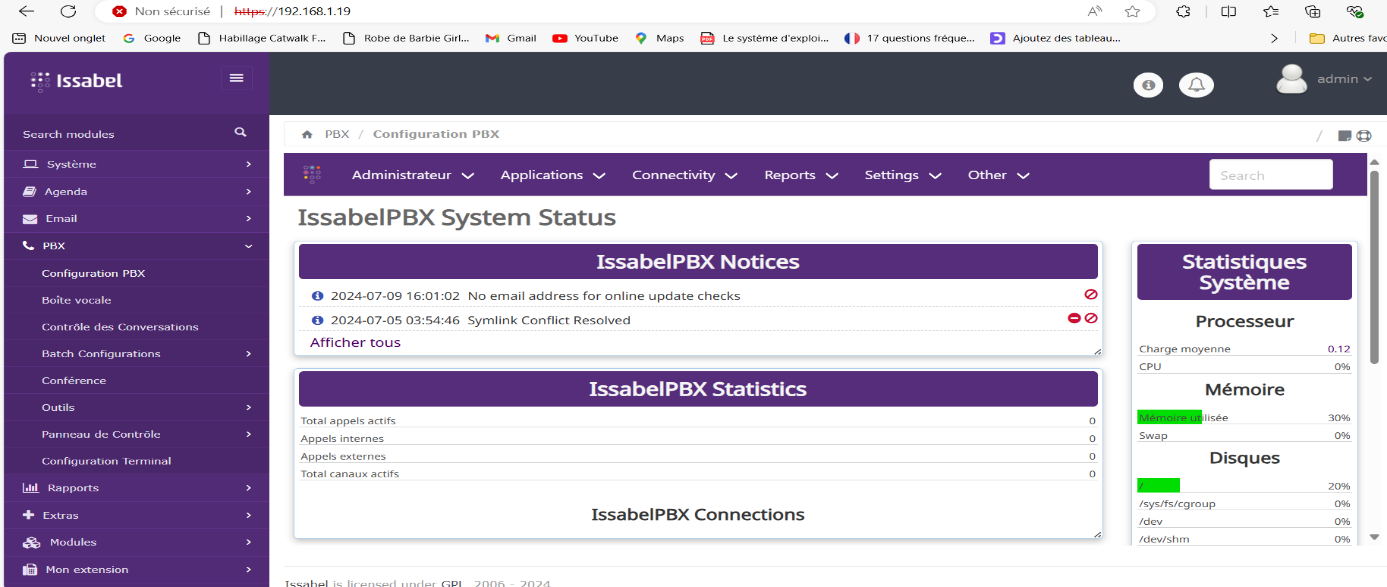 Non sécurisé | https://192.168.1.19
Nouvel onglet Google Habillage Catwalk F... Robe de Barbie Girl... Gmail YouTube Maps Le système d'exploi... 17 questions fréque... Ajoutez des tableau... Autres favo
Issabel
admin
Search modules
Système
Agenda
Email
PBX
Configuration PBX
Boîte vocale
Contrôle des Conversations
Batch Configurations
Conférence
Outils
Panneau de Contrôle
Configuration Terminal
Rapports
Extras
Modules
Mon extension
PBX / Configuration PBX /
Administrateur Applications Connectivity Reports Settings Other Search
IssabelPBX System Status
IssabelPBX Notices
2024-07-09 16:01:02 No email address for online update checks
2024-07-05 03:54:46 Symlink Conflict Resolved
Afficher tous
IssabelPBX Statistics
Total appels actifs 0
Appels internes 0
Appels externes 0
Total canaux actifs 0
IssabelPBX Connections
Statistiques
Système
Processeur
Charge moyenne 0.12
CPU 0%
Mémoire
Mémoire utilisée 30%
Swap 0%
Disques
/ 20%
/sys/fs/cgroup 0%
/dev 0%
/dev/shm 0%
Issabel is licensed under GPL. 2006 - 2024.